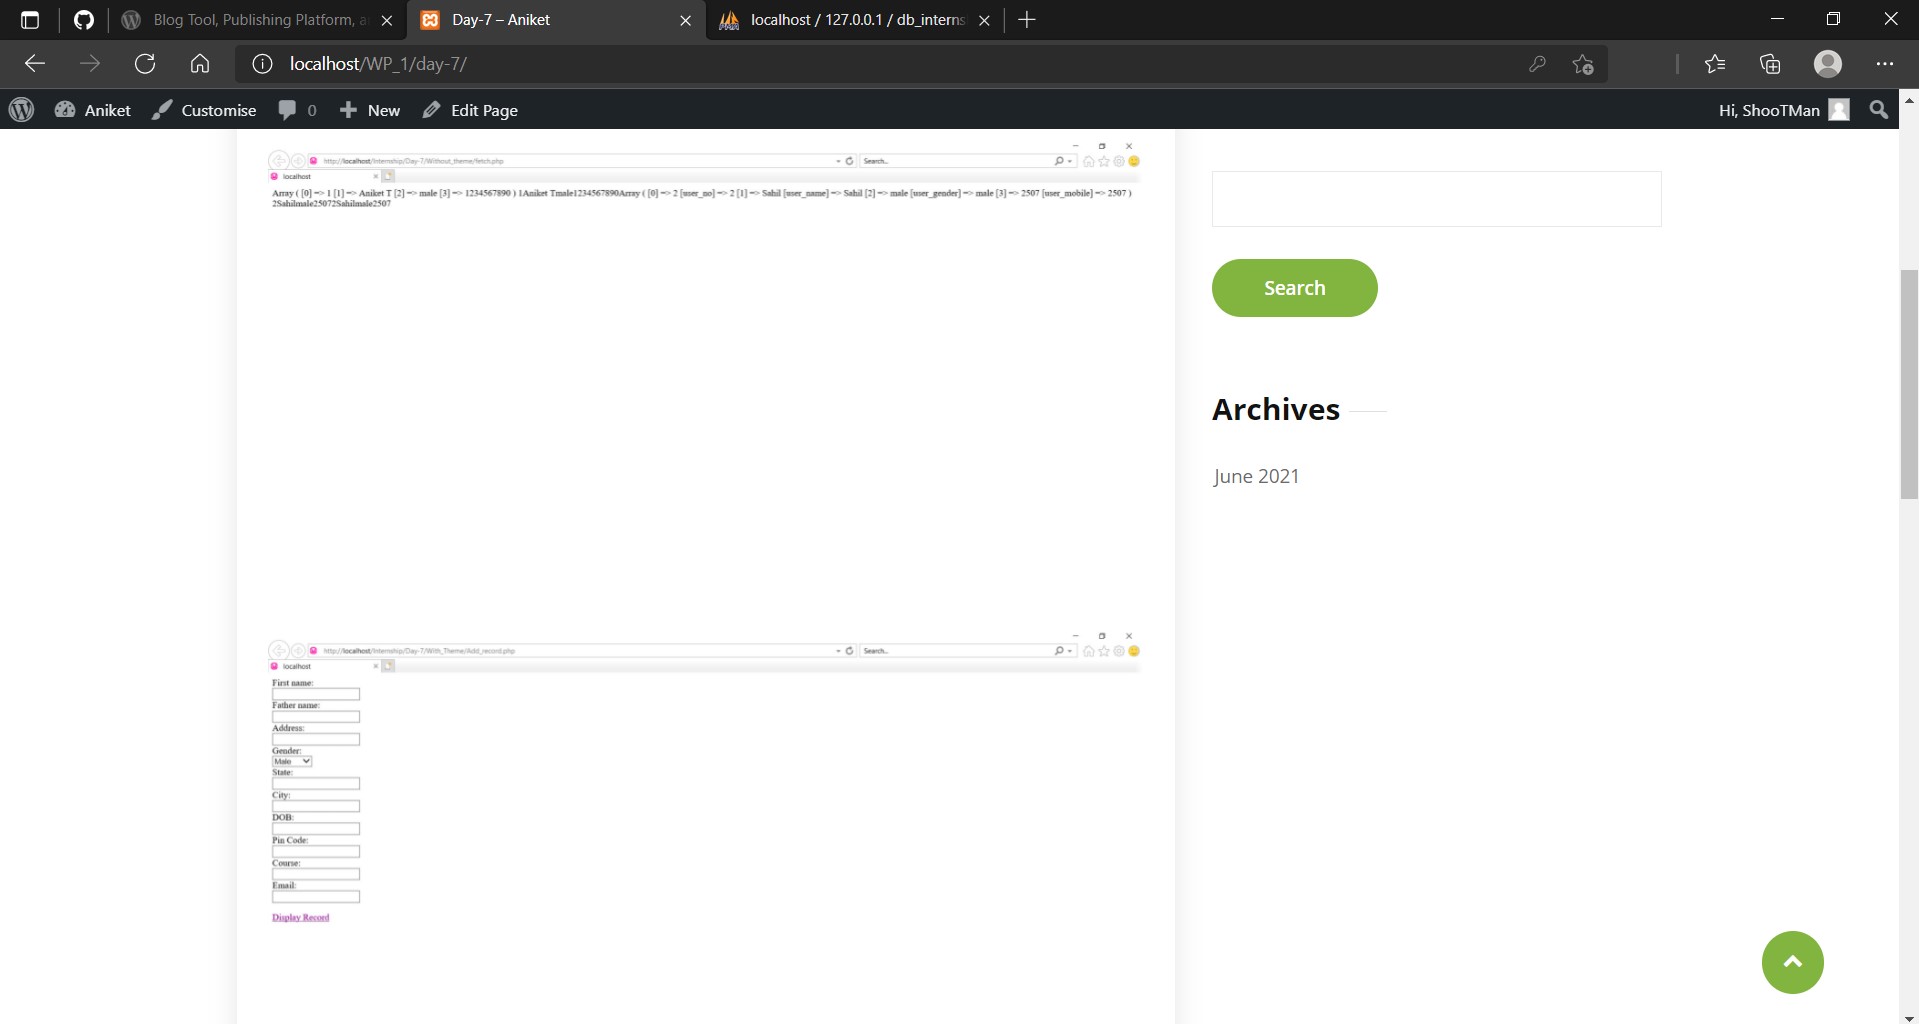 Blog Tool, Publishing Platform, a
Day-7 – Aniket
localhost / 127.0.0.1 / db_interns
localhost/WP_1/day-7/
Aniket
Customise
0
New
Edit Page
Hi, ShooTMan
http://localhost/Internship/Day-7/Without_theme/fetch.php
Search...
localhost
Array ( [0] => 1 [1] => Aniket T [2] => male [3] => 1234567890 ) 1Aniket Tmale1234567890Array ( [0] => 2 [user_no] => 2 [1] => Sahil [user_name] => Sahil [2] => male [user_gender] => male [3] => 2507 [user_mobile] => 2507 )
2Sahilmale25072Sahilmale2507
Search
Archives
June 2021
http://localhost/Internship/Day-7/With_Theme/Add_record.php
Search...
localhost
First name:
Father name:
Address:
Gender:
Male
State:
City:
DOB:
Pin Code:
Course:
Email:
Display Record